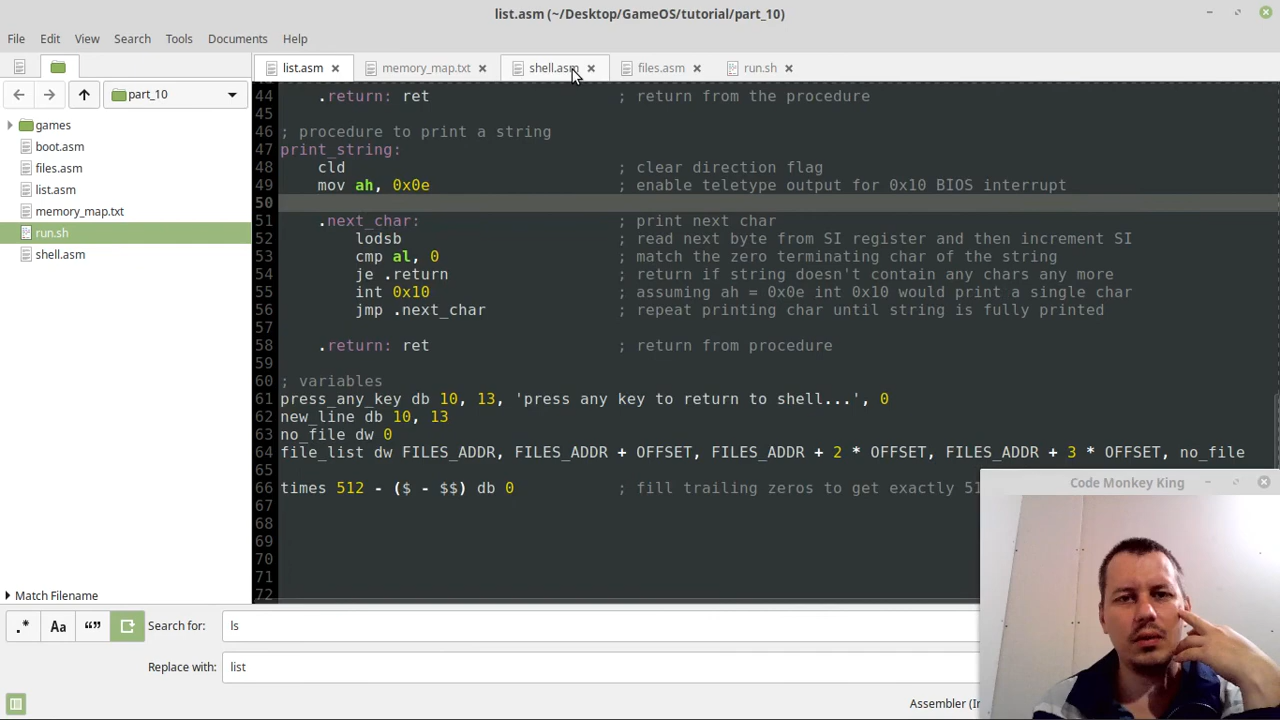 list.asm (~/Desktop/GameOS/tutorial/part_10)
File Edit View Search Tools Documents Help
list.asm memory_map.txt shell.asm files.asm run.sh
part_10
games
boot.asm
files.asm
list.asm
memory_map.txt
run.sh
shell.asm
Match Filename
44 .return: ret ; return from the procedure
45
46 ; procedure to print a string
47 print_string:
48 cld ; clear direction flag
49 mov ah, 0x0e ; enable teletype output for 0x10 BIOS interrupt
50
51 .next_char: ; print next char
52 lodsb ; read next byte from SI register and then increment SI
53 cmp al, 0 ; match the zero terminating char of the string
54 je .return ; return if string doesn't contain any chars any more
55 int 0x10 ; assuming ah = 0x0e int 0x10 would print a single char
56 jmp .next_char ; repeat printing char until string is fully printed
57
58 .return: ret ; return from procedure
59
60 ; variables
61 press_any_key db 10, 13, 'press any key to return to shell...', 0
62 new_line db 10, 13
63 no_file dw 0
64 file_list dw FILES_ADDR, FILES_ADDR + OFFSET, FILES_ADDR + 2 * OFFSET, FILES_ADDR + 3 * OFFSET, no_file
65
66 times 512 - ($ - $$) db 0 ; fill trailing zeros to get exactly
67
68
69
70
71
72
Code Monkey King
.* Aa “” Search for: ls
Replace with: list
Assembler